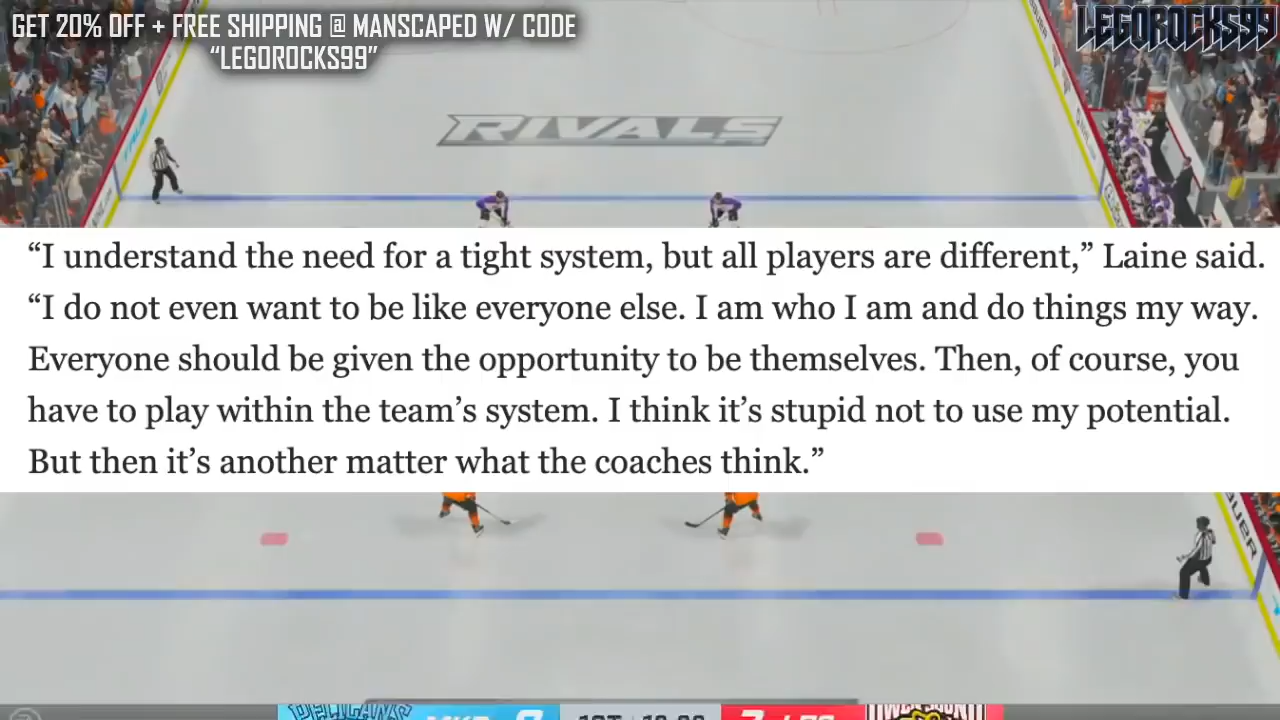 GET 20% OFF + FREE SHIPPING @ MANSCAPED W/ CODE
“LEGOROCKS99”
LEGOROCKS99
RIVALS
“I understand the need for a tight system, but all players are different,” Laine said.
“I do not even want to be like everyone else. I am who I am and do things my way.
Everyone should be given the opportunity to be themselves. Then, of course, you
have to play within the team’s system. I think it’s stupid not to use my potential.
But then it’s another matter what the coaches think.”
BAUER
PELICANS